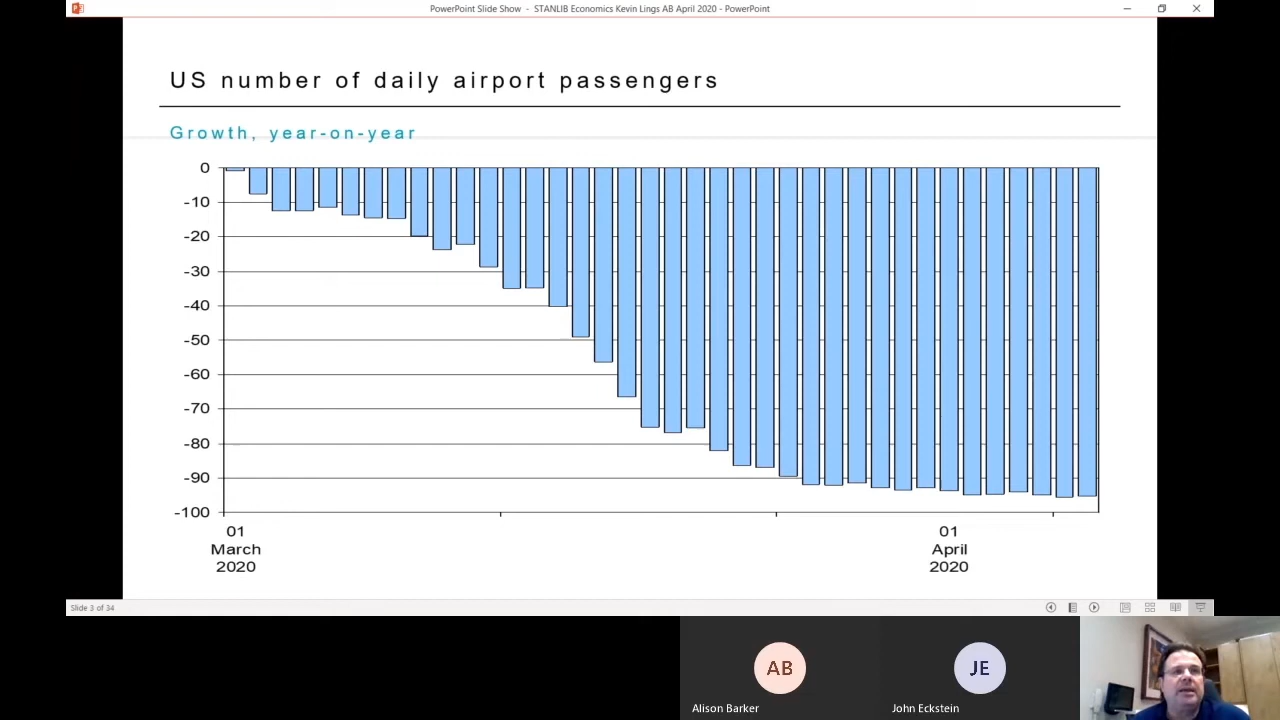 PowerPoint Slide Show - STANLIB Economics Kevin Lings AB April 2020 - PowerPoint
US number of daily airport passengers
Growth, year-on-year
0
-10
-20
-30
-40
-50
-60
-70
-80
-90
-100
01
March
2020
01
April
2020
Slide 3 of 34
AB
Alison Barker
JE
John Eckstein